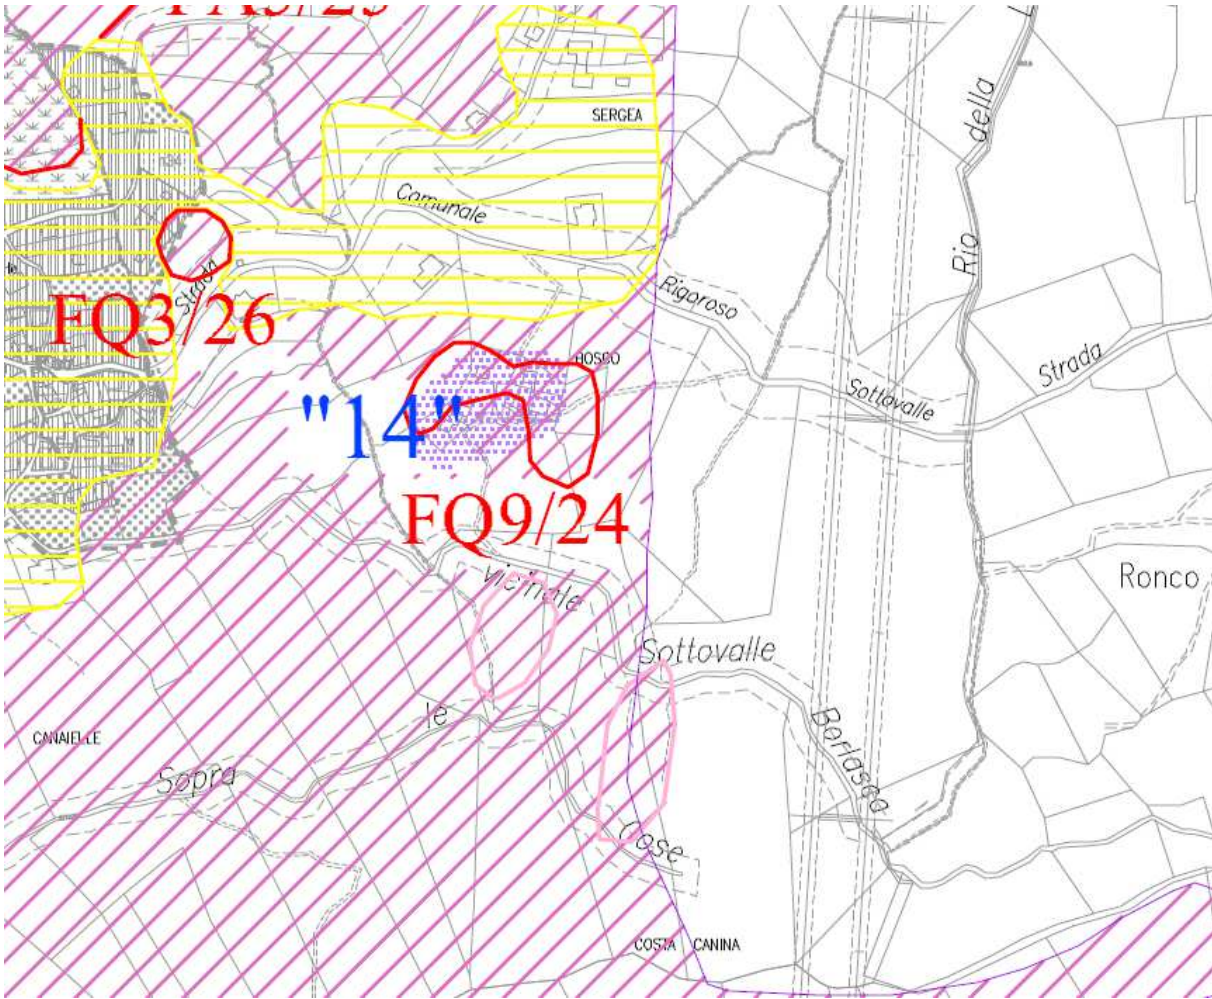 SERGEA
della
Comunale
Rio
Strada
Rigoroso
FQ3/26
BOSCO
Strada
Sottovalle
"14"
FQ9/24
Vicinale
Ronco
Sottovalle
le
Berlasca
CANAIELLE
Sopra
Cose
COSTA CANINA